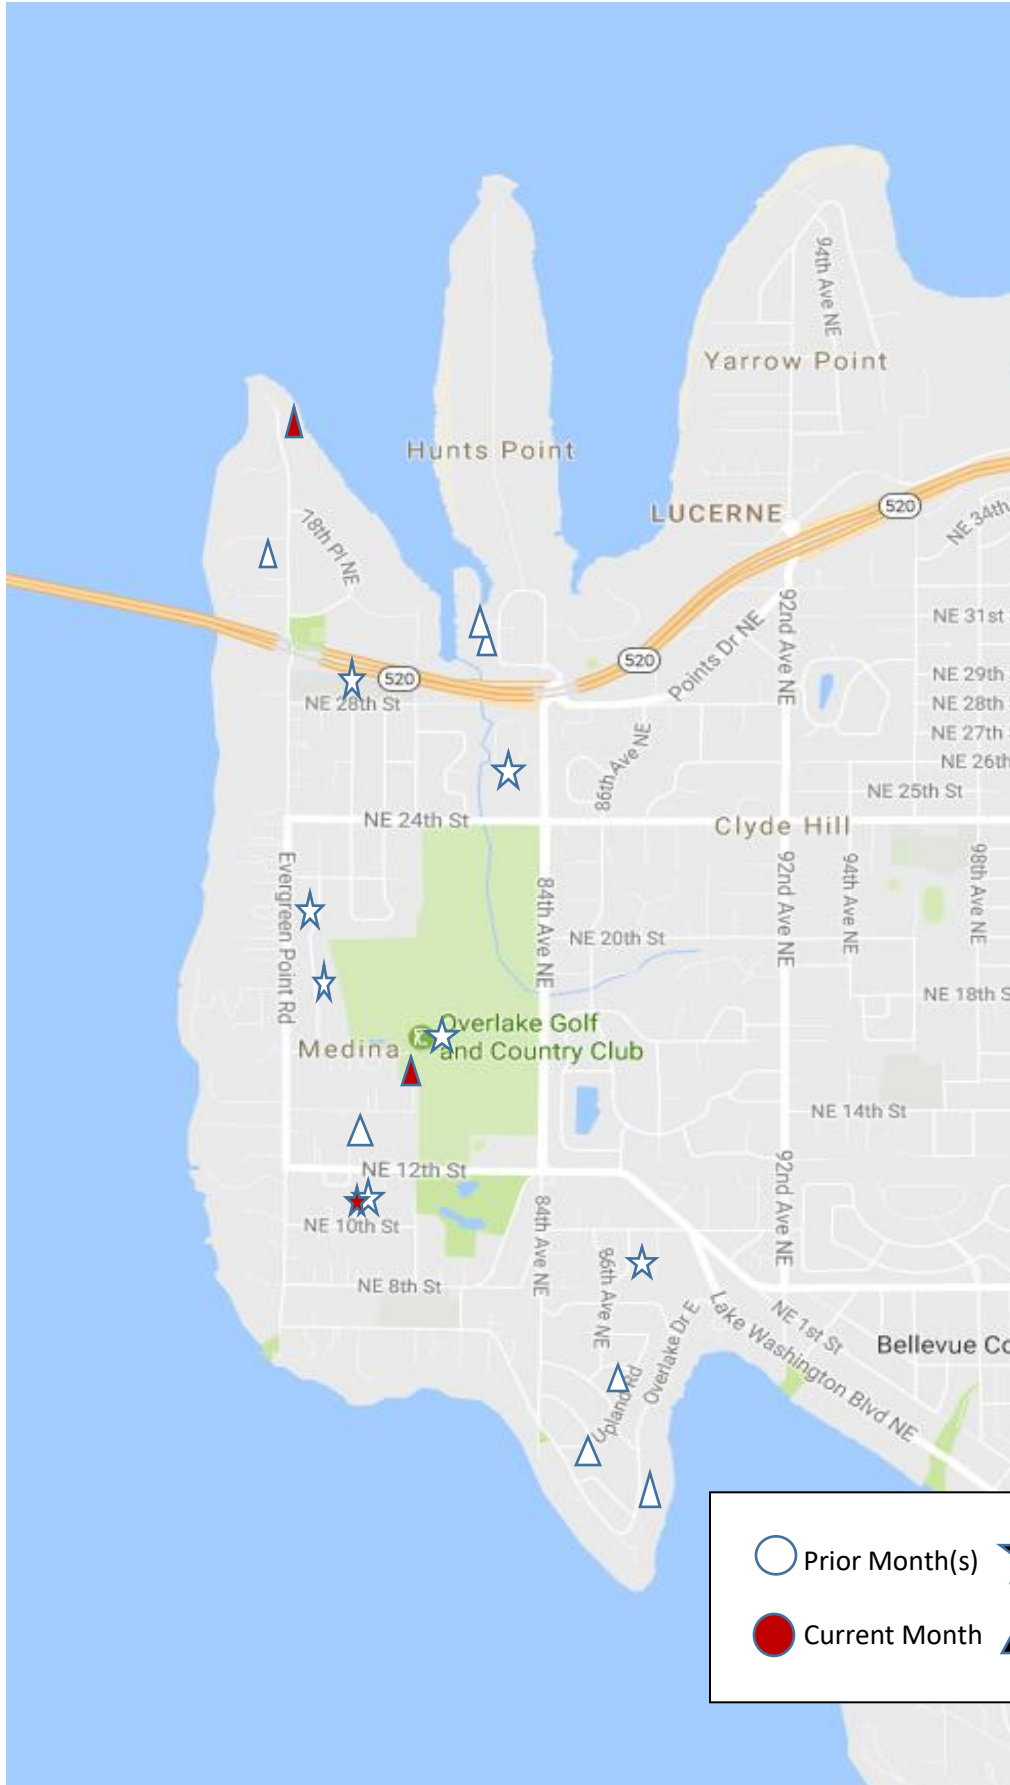 94th Ave NE
Yarrow Point
Hunts Point
LUCERNE
520
NE 34th
18th Pl NE
92nd Ave NE
NE 31st
Points Dr NE
520
520
NE 29th
NE 28th St
NE 28th
NE 27th
86th Ave NE
NE 26th
NE 25th St
NE 24th St
Clyde Hill
Evergreen Point Rd
84th Ave NE
92nd Ave NE
94th Ave NE
98th Ave NE
NE 20th St
NE 18th S
Overlake Golf
and Country Club
Medina
NE 14th St
NE 12th St
92nd Ave NE
NE 10th St
84th Ave NE
86th Ave NE
NE 8th St
Overlake Dr E
Lake Washington Blvd NE
NE 1st St
Bellevue Co
Upland Rd
Prior Month(s)
Current Month